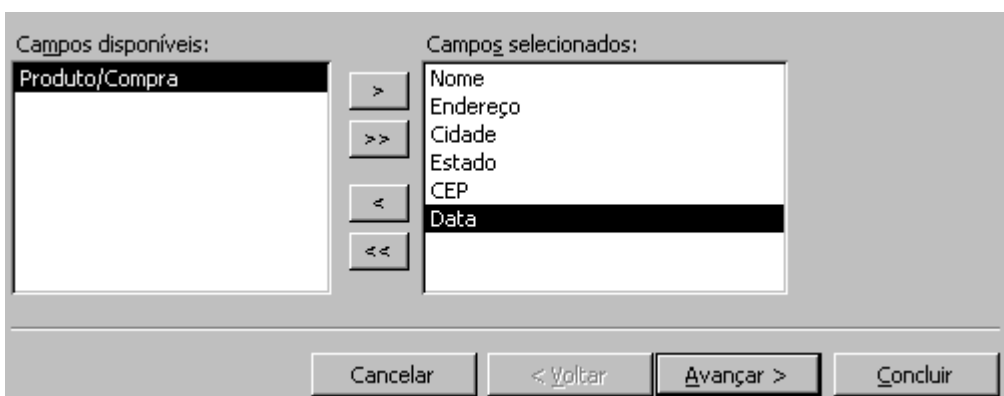 Campos disponíveis:
Produto/Compra
>
>>
<
<<
Campos selecionados:
Nome
Endereço
Cidade
Estado
CEP
Data
Cancelar
< Voltar
Avançar >
Concluir